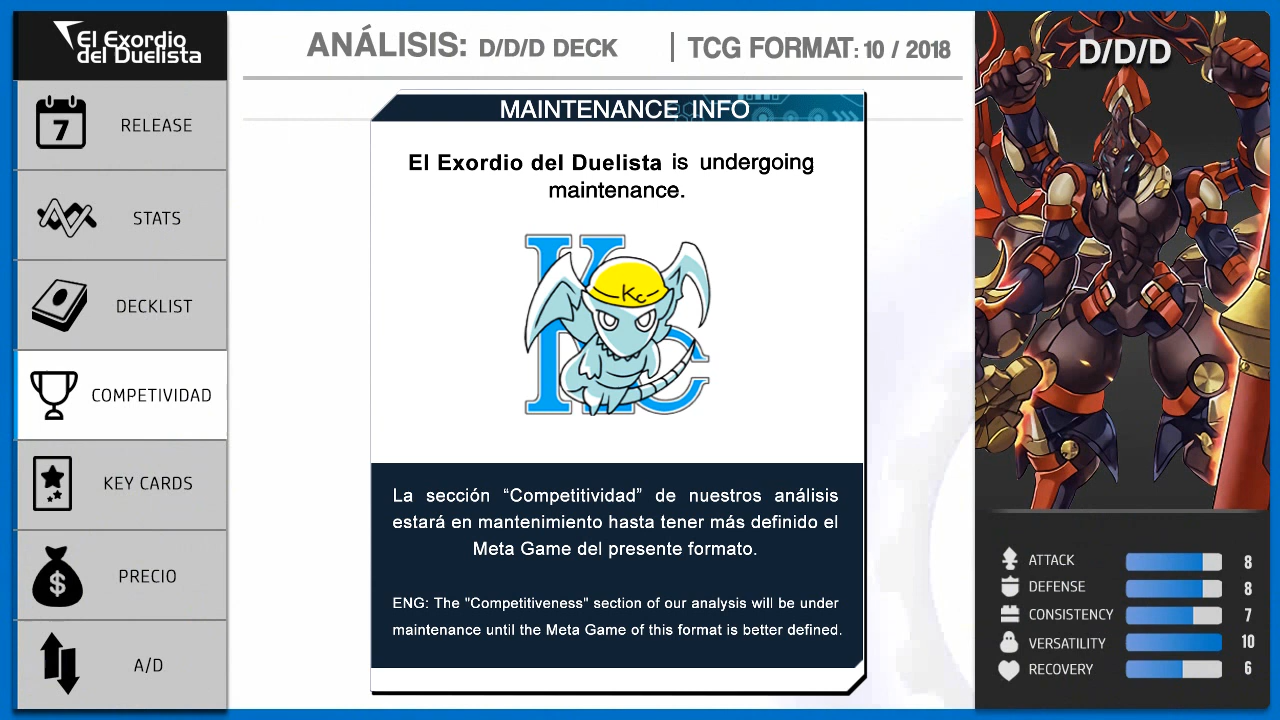 El Exordio
del Duelista
ANÁLISIS: D/D/D DECK | TCG FORMAT: 10 / 2018
D/D/D
7
RELEASE
STATS
DECKLIST
COMPETIVIDAD
KEY CARDS
$
PRECIO
A/D
MAINTENANCE INFO
El Exordio del Duelista is undergoing
maintenance.
KC
Kc
La sección “Competitividad” de nuestros análisis
estará en mantenimiento hasta tener más definido el
Meta Game del presente formato.
ENG: The "Competitiveness" section of our analysis will be under
maintenance until the Meta Game of this format is better defined.
ATTACK 8
DEFENSE 8
CONSISTENCY 7
VERSATILITY 10
RECOVERY 6